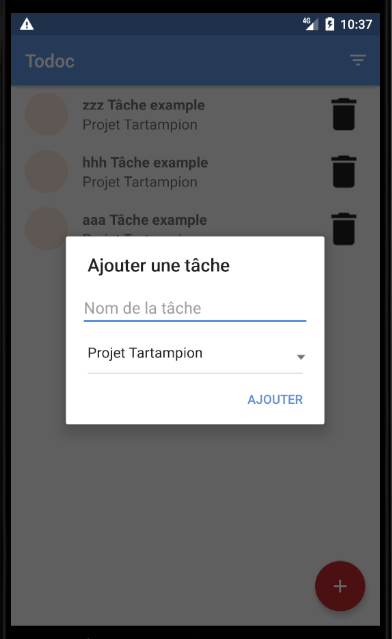 4G 10:37
Todoc
zzz Tâche example
Projet Tartampion
hhh Tâche example
Projet Tartampion
aaa Tâche example
Ajouter une tâche
Nom de la tâche
Projet Tartampion
AJOUTER